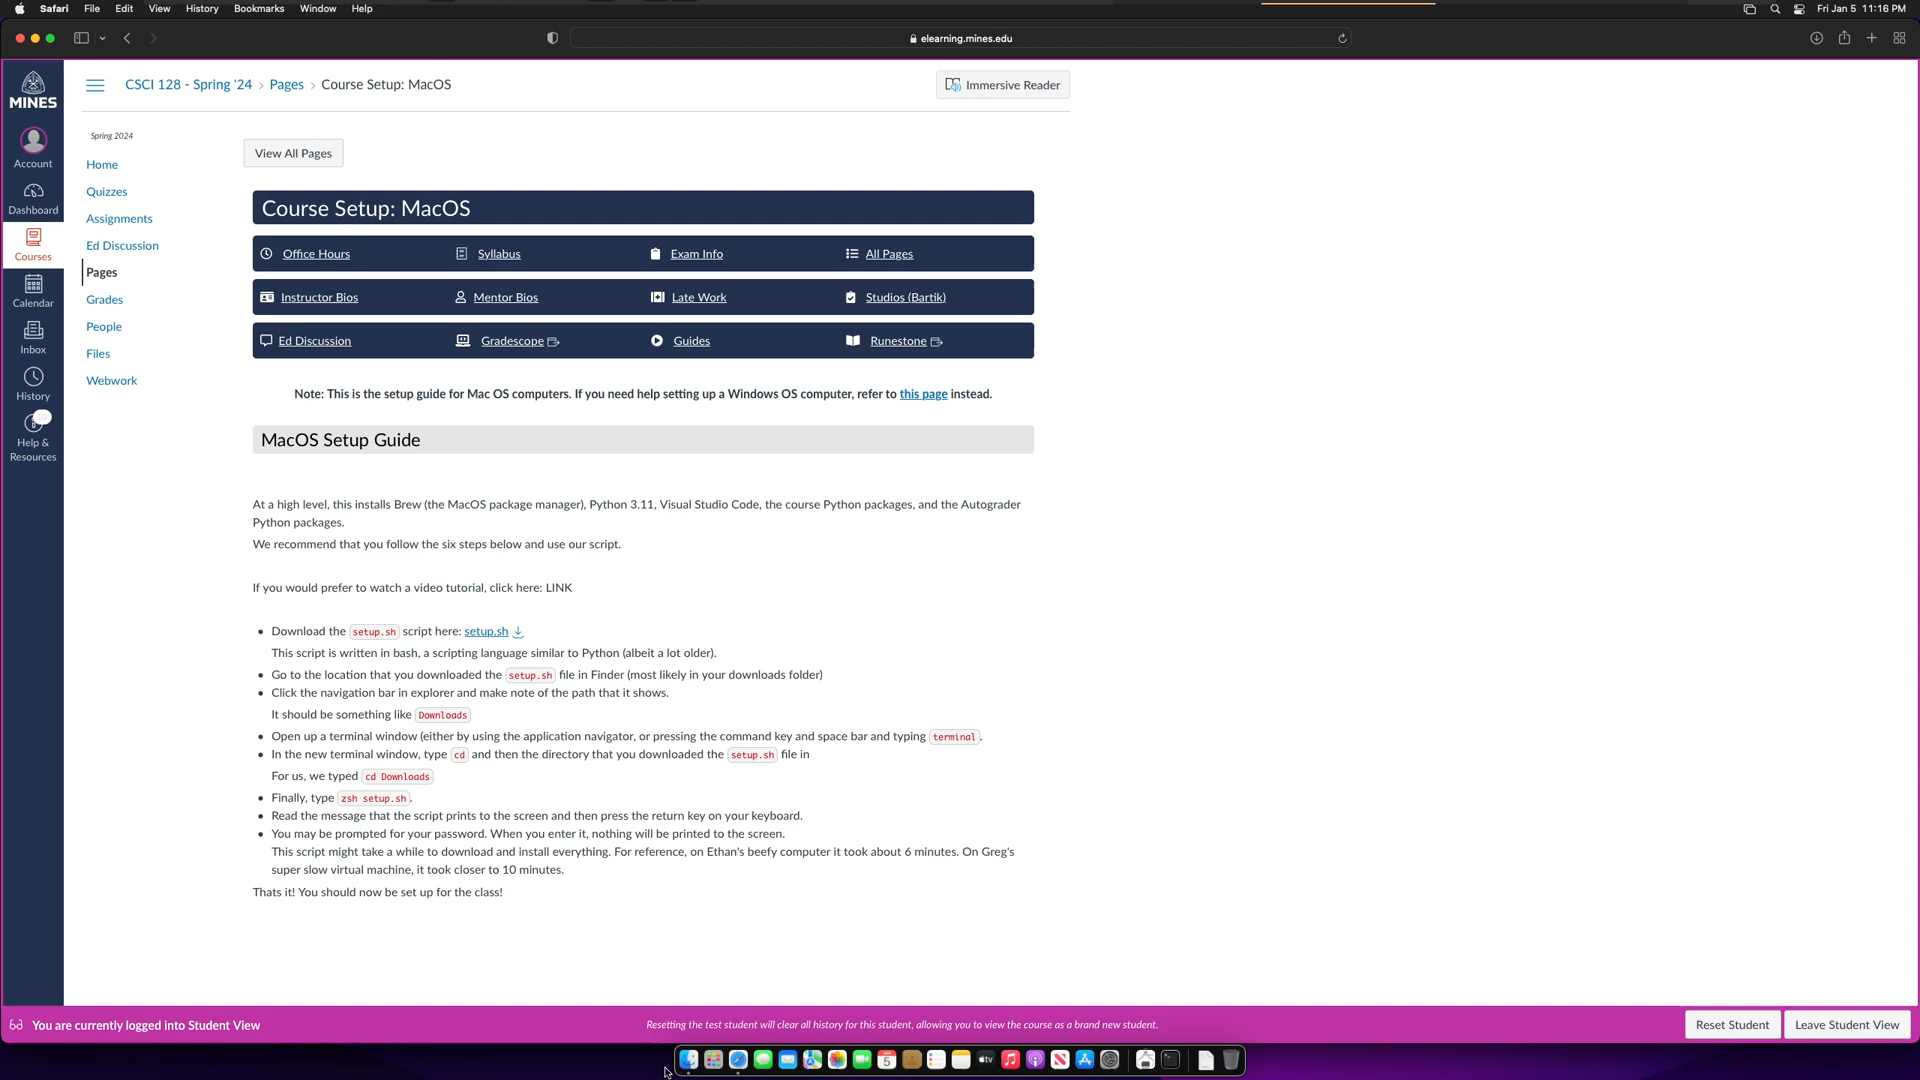 Safari File Edit View History Bookmarks Window Help Fri Jan 5 11:16 PM
elearning.mines.edu
MINES
Account
Dashboard
Courses
Calendar
Inbox
History
Help &
Resources
CSCI 128 - Spring '24 › Pages › Course Setup: MacOS
Immersive Reader
Spring 2024
Home
Quizzes
Assignments
Ed Discussion
Pages
Grades
People
Files
Webwork
View All Pages
Course Setup: MacOS
Office Hours Syllabus Exam Info All Pages
Instructor Bios Mentor Bios Late Work Studios (Bartik)
Ed Discussion Gradescope Guides Runestone
Note: This is the setup guide for Mac OS computers. If you need help setting up a Windows OS computer, refer to this page instead.
MacOS Setup Guide
At a high level, this installs Brew (the MacOS package manager), Python 3.11, Visual Studio Code, the course Python packages, and the Autograder
Python packages.
We recommend that you follow the six steps below and use our script.
If you would prefer to watch a video tutorial, click here: LINK
• Download the setup.sh script here: setup.sh
This script is written in bash, a scripting language similar to Python (albeit a lot older).
• Go to the location that you downloaded the setup.sh file in Finder (most likely in your downloads folder)
• Click the navigation bar in explorer and make note of the path that it shows.
It should be something like Downloads
• Open up a terminal window (either by using the application navigator, or pressing the command key and space bar and typing terminal.
• In the new terminal window, type cd and then the directory that you downloaded the setup.sh file in
For us, we typed cd Downloads
• Finally, type zsh setup.sh.
• Read the message that the script prints to the screen and then press the return key on your keyboard.
• You may be prompted for your password. When you enter it, nothing will be printed to the screen.
This script might take a while to download and install everything. For reference, on Ethan's beefy computer it took about 6 minutes. On Greg's
super slow virtual machine, it took closer to 10 minutes.
Thats it! You should now be set up for the class!
You are currently logged into Student View
Resetting the test student will clear all history for this student, allowing you to view the course as a brand new student.
Reset Student
Leave Student View
5
tv